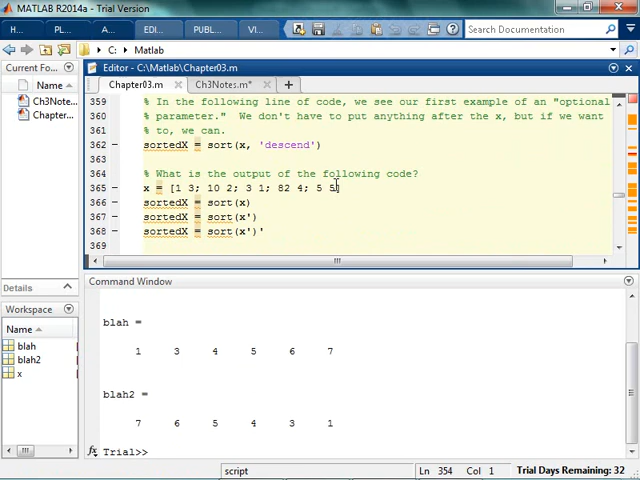 MATLAB R2014a - Trial Version
H...
PL...
A...
EDI...
PUBL...
VI...
Search Documentation
C:
Matlab
Current Fo...
Name
Ch3Note...
Chapter...
Editor - C:\Matlab\Chapter03.m
Chapter03.m
Ch3Notes.m*
359
% In the following line of code, we see our first example of an "optional
360
% parameter." We don't have to put anything after the x, but if we want
361
% to, we can.
362
sortedX = sort(x, 'descend')
363
364
% What is the output of the following code?
365
x = [1 3; 10 2; 3 1; 82 4; 5 5]
366
sortedX = sort(x)
367
sortedX = sort(x')
368
sortedX = sort(x')'
369
Details
Workspace
Name
blah
blah2
x
Command Window
blah =
1 3 4 5 6 7
blah2 =
7 6 5 4 3 1
fx Trial>>
script
Ln 354 Col 1
Trial Days Remaining: 32